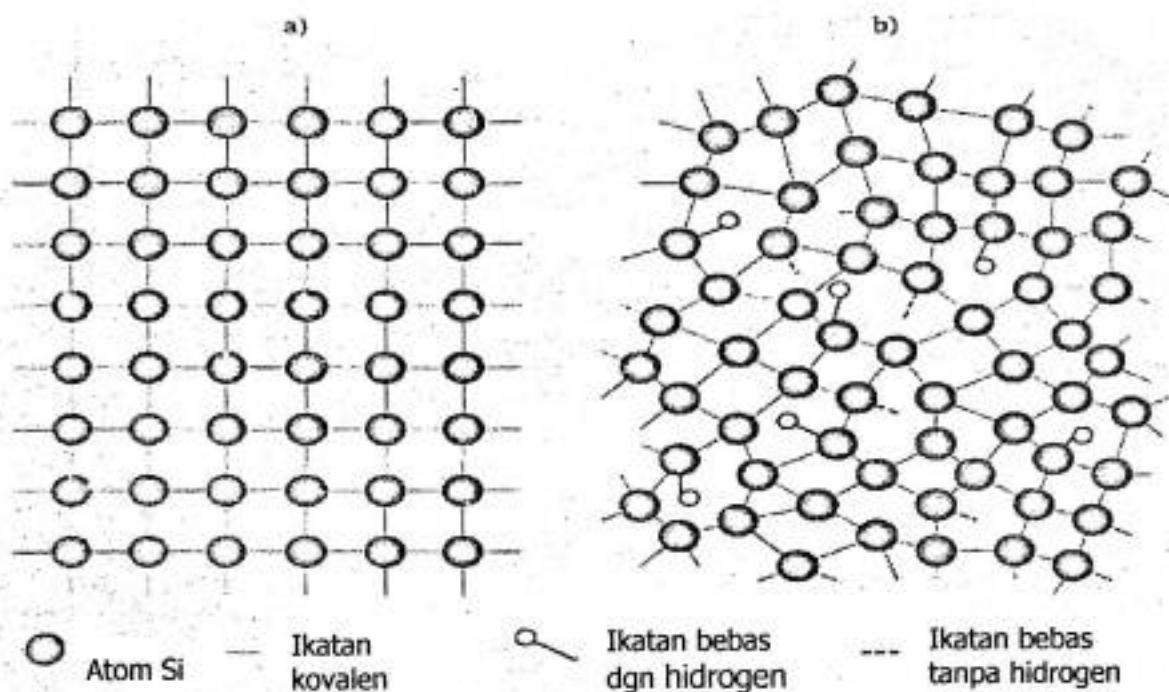 a)
b)
Atom Si
Ikatan
kovalen
Ikatan bebas
dgn hidrogen
Ikatan bebas
tanpa hidrogen